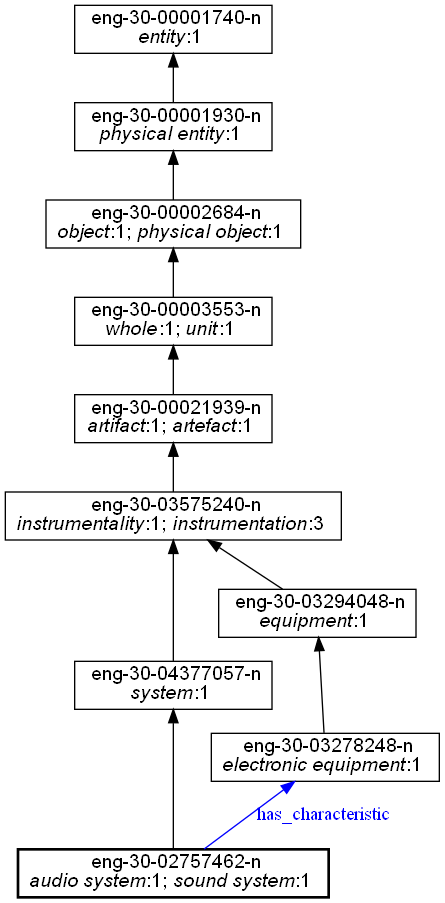 eng-30-00001740-n
entity:1
eng-30-00001930-n
physical entity:1
eng-30-00002684-n
object:1; physical object:1
eng-30-00003553-n
whole:1; unit:1
eng-30-00021939-n
artifact:1; artefact:1
eng-30-03575240-n
instrumentality:1; instrumentation:3
eng-30-03294048-n
equipment:1
eng-30-04377057-n
system:1
eng-30-03278248-n
electronic equipment:1
has_characteristic
eng-30-02757462-n
audio system:1; sound system:1